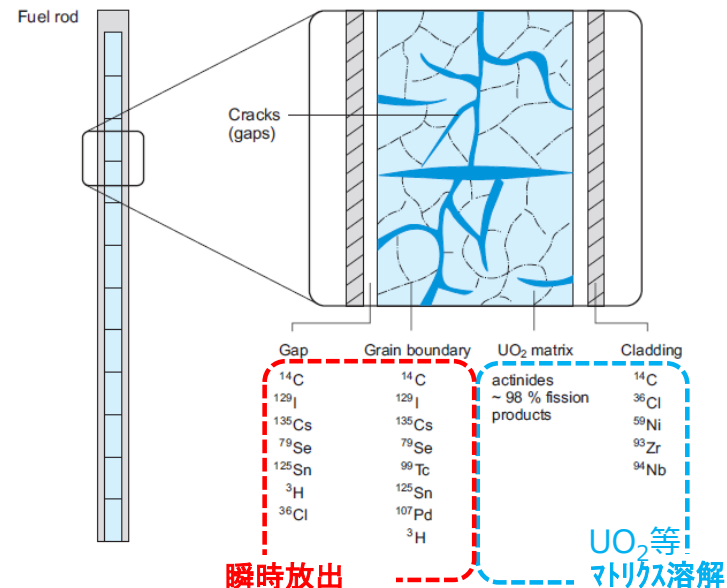 Fuel rod
Cracks
(gaps)
Gap
¹⁴C
¹²⁹I
¹³⁵Cs
⁷⁹Se
¹²⁵Sn
³H
³⁶Cl
Grain boundary
¹⁴C
¹²⁹I
¹³⁵Cs
⁷⁹Se
⁹⁹Tc
¹²⁵Sn
¹⁰⁷Pd
³H
UO₂ matrix
actinides
~ 98 % fission
products
Cladding
¹⁴C
³⁶Cl
⁵⁹Ni
⁹³Zr
⁹⁴Nb
瞬時放出
UO₂等
マトリクス溶解